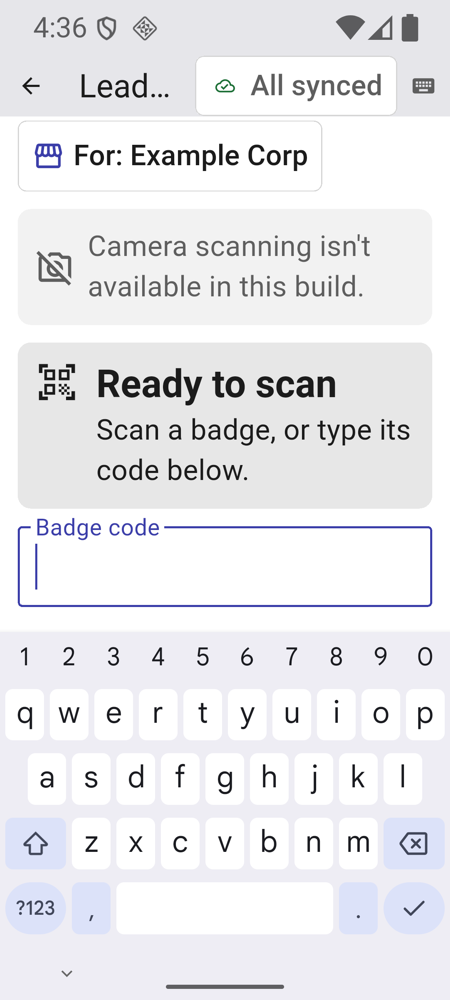 4:36
Lead…
All synced
For: Example Corp
Camera scanning isn't
available in this build.
Ready to scan
Scan a badge, or type its
code below.
Badge code
1 2 3 4 5 6 7 8 9 0
q w e r t y u i o p
a s d f g h j k l
z x c v b n m
?123 , .